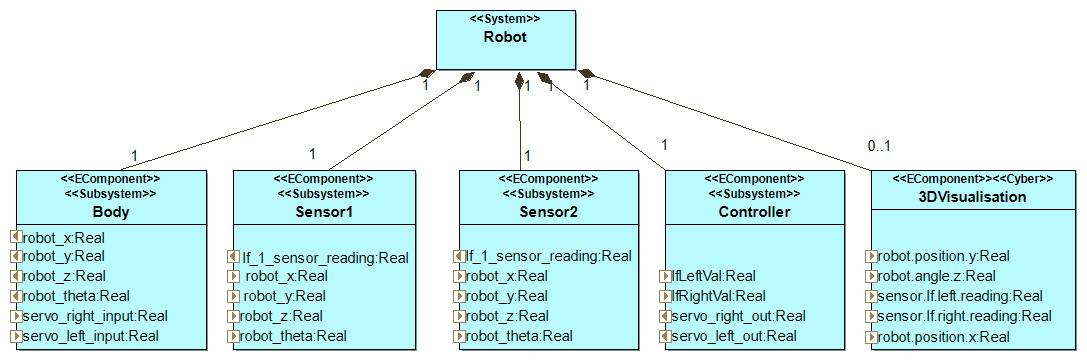 <<System>>
Robot
1
1
1
1
1
1
1
1
1
0..1
<<EComponent>>
<<Subsystem>>
Body
robot_x:Real
robot_y:Real
robot_z:Real
robot_theta:Real
servo_right_input:Real
servo_left_input:Real
<<EComponent>>
<<Subsystem>>
Sensor1
lf_1_sensor_reading:Real
robot_x:Real
robot_y:Real
robot_z:Real
robot_theta:Real
<<EComponent>>
<<Subsystem>>
Sensor2
lf_1_sensor_reading:Real
robot_x:Real
robot_y:Real
robot_z:Real
robot_theta:Real
<<EComponent>>
<<Subsystem>>
Controller
lfLeftVal:Real
lfRightVal:Real
servo_right_out:Real
servo_left_out:Real
<<EComponent>><<Cyber>>
3DVisualisation
robot.position.y:Real
robot.angle.z:Real
sensor.lf.left.reading:Real
sensor.lf.right.reading:Real
robot.position.x:Real